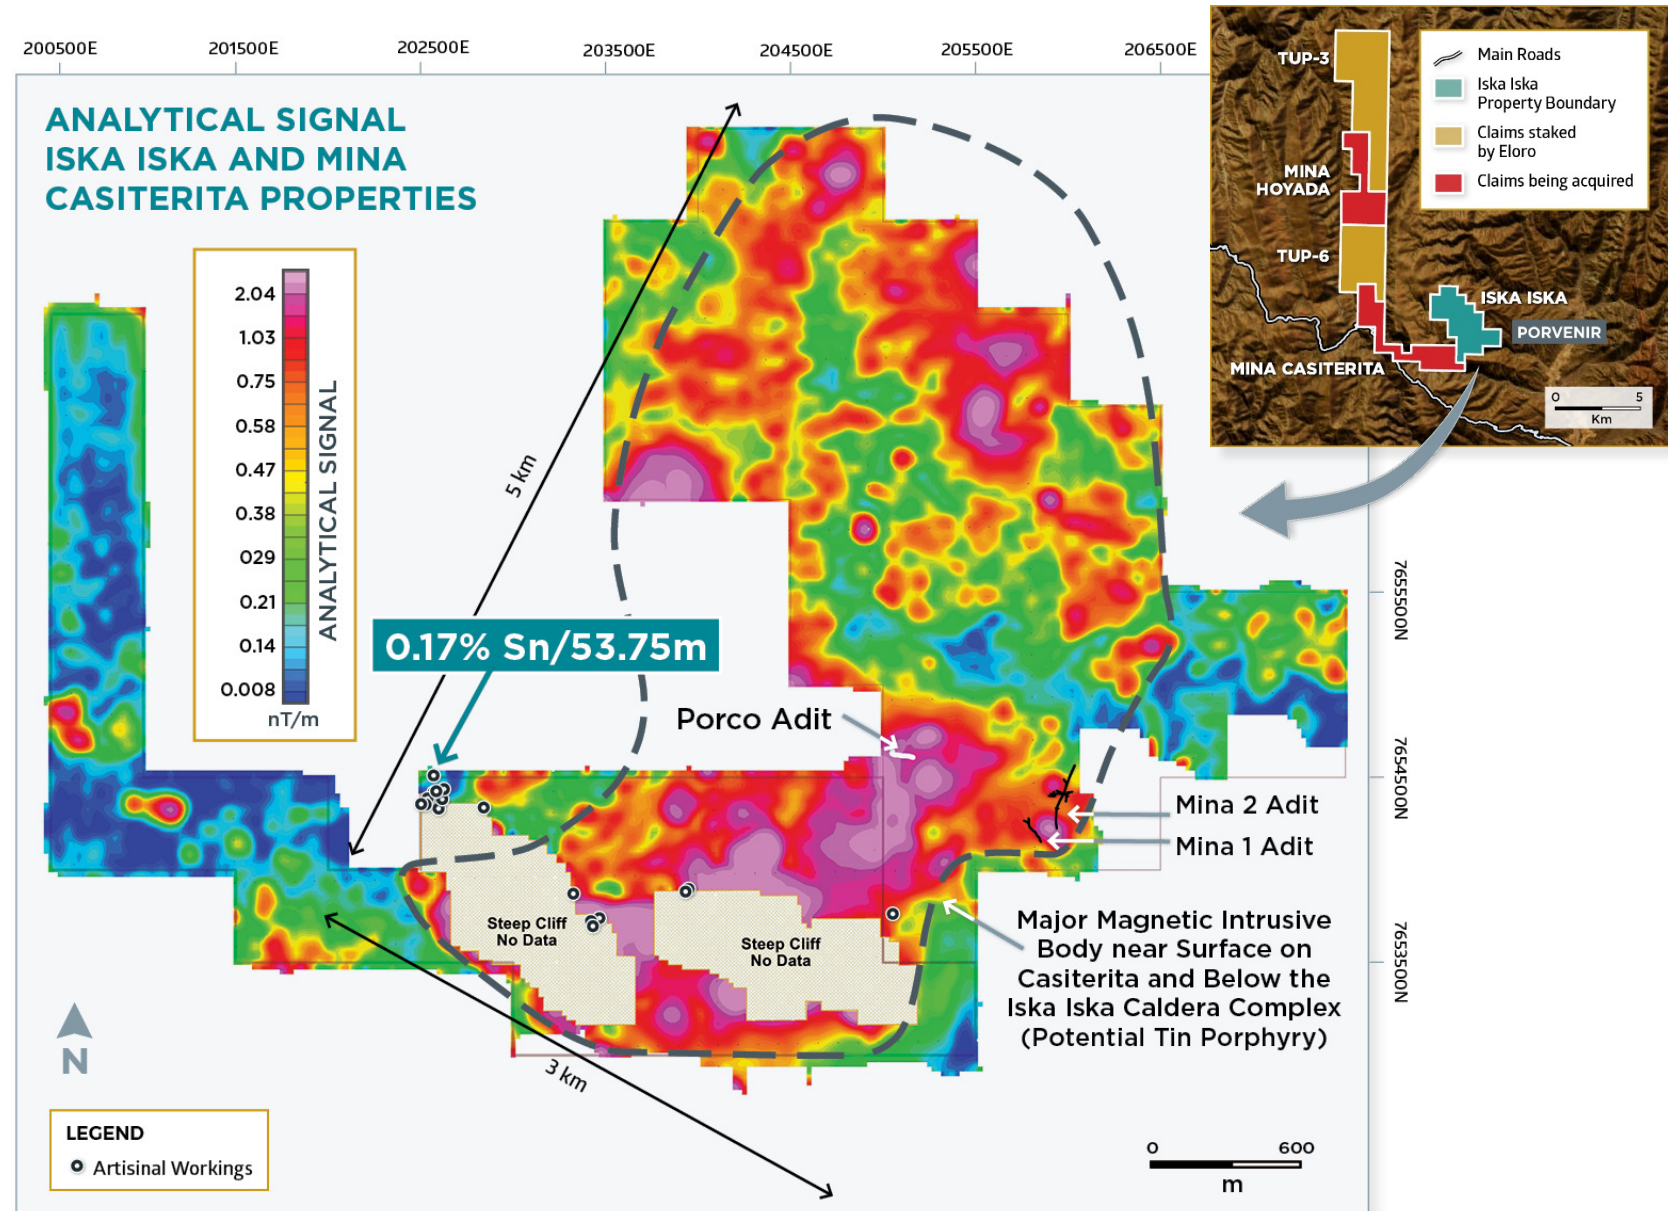 200500E 201500E 202500E 203500E 204500E 205500E 206500E
ANALYTICAL SIGNAL
ISKA ISKA AND MINA
CASITERITA PROPERTIES
2.04
1.03
0.75
0.58
0.47
0.38
029
0.21
0.14
0.008
nT/m
ANALYTICAL SIGNAL
5 km
0.17% Sn/53.75m
Porco Adit
Mina 2 Adit
Mina 1 Adit
Steep Cliff
No Data
Steep Cliff
No Data
Major Magnetic Intrusive
Body near Surface on
Casiterita and Below the
Iska Iska Caldera Complex
(Potential Tin Porphyry)
3 km
N
LEGEND
Artisinal Workings
0 600
m
7655500N
7654500N
7653500N
TUP-3
MINA
HOYADA
TUP-6
ISKA ISKA
PORVENIR
MINA CASITERITA
Main Roads
Iska Iska
Property Boundary
Claims staked
by Eloro
Claims being acquired
0 5
Km